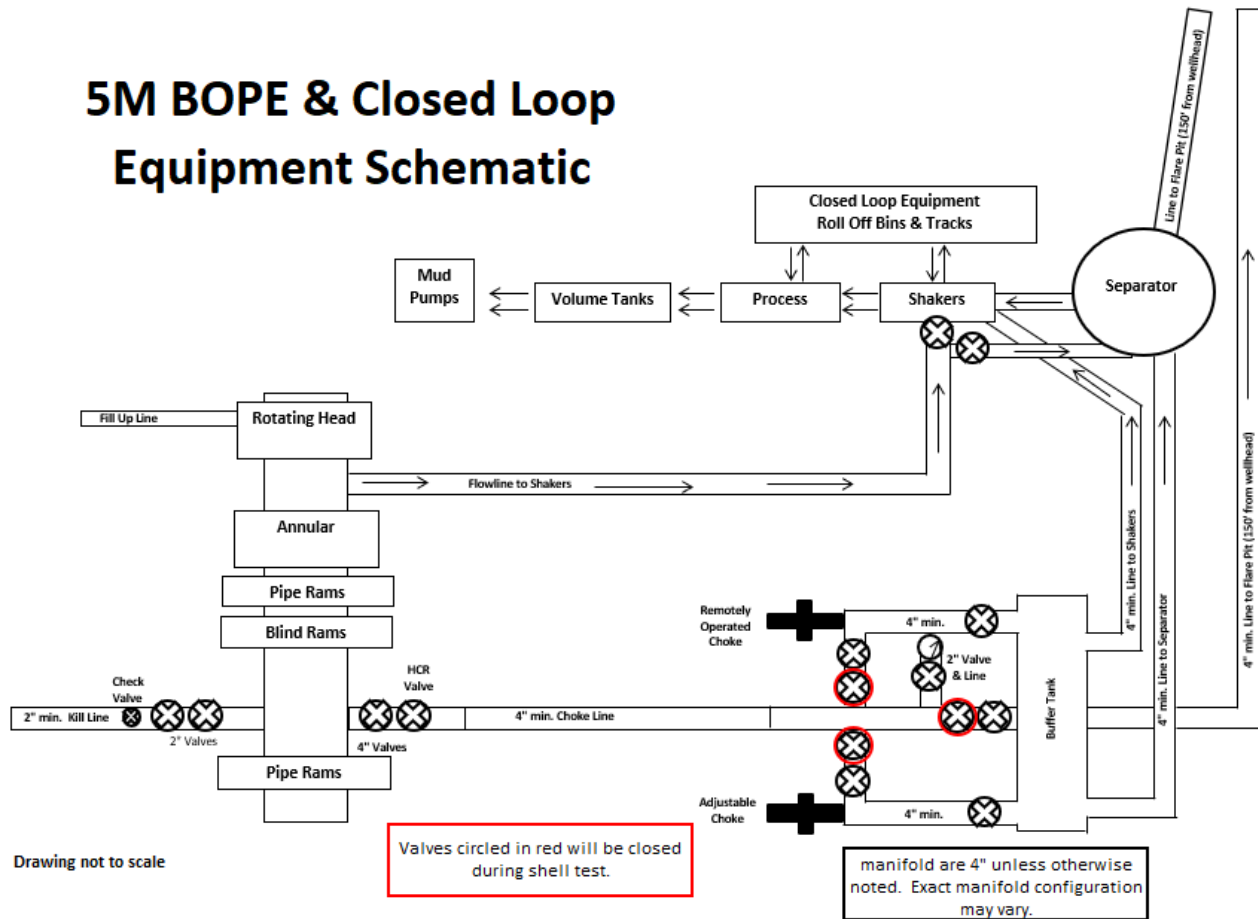 5M BOPE & Closed Loop
Equipment Schematic
Line to Flare Pit (150' from wellhead)
Closed Loop Equipment
Roll Off Bins & Tracks
Mud
Pumps
Volume Tanks
Process
Shakers
Separator
Fill Up Line
Rotating Head
Flowline to Shakers
Annular
Pipe Rams
Blind Rams
Check
Valve
2" min. Kill Line
2" Valves
HCR
Valve
4" Valves
4" min. Choke Line
Pipe Rams
Remotely
Operated
Choke
4" min.
2" Valve
& Line
Buffer Tank
Adjustable
Choke
4" min.
4" min. Line to Shakers
4" min. Line to Separator
4" min. Line to Flare Pit (150' from wellhead)
Drawing not to scale
Valves circled in red will be closed
during shell test.
manifold are 4" unless otherwise
noted. Exact manifold configuration
may vary.